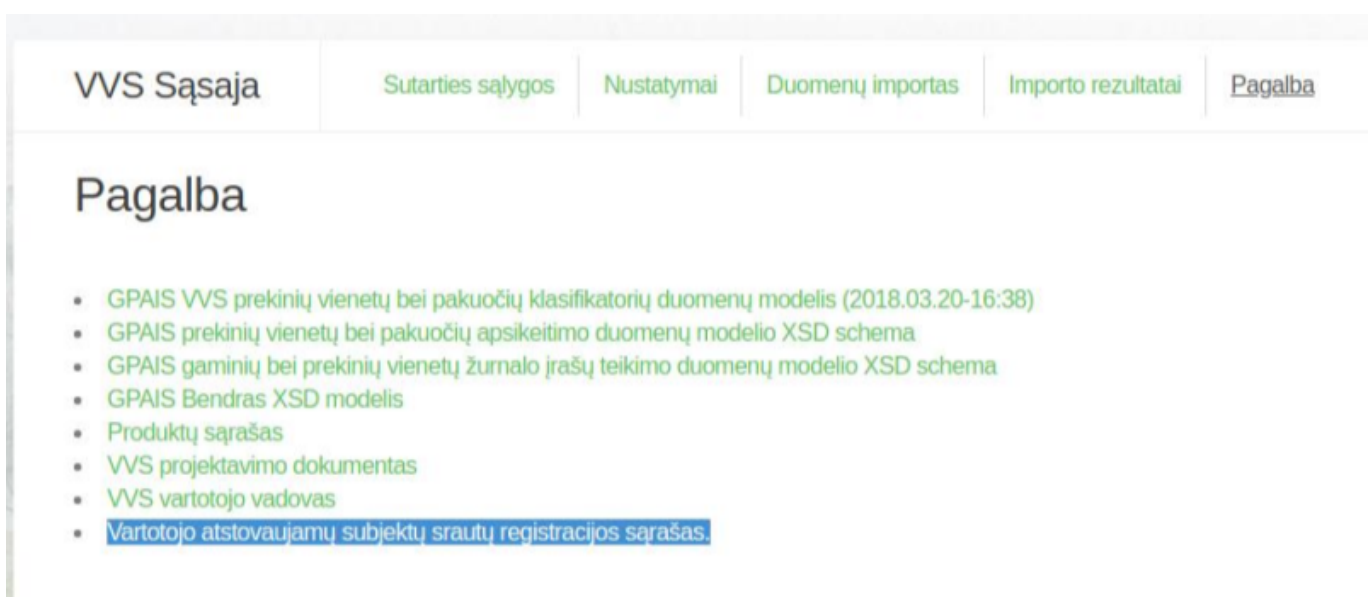 VVS Sąsaja
Sutarties sąlygos
Nustatymai
Duomenų importas
Importo rezultatai
Pagalba
Pagalba
GPAIS VVS prekinių vienetų bei pakuočių klasifikatorių duomenų modelis (2018.03.20-16:38)
GPAIS prekinių vienetų bei pakuočių apsikeitimo duomenų modelio XSD schema
GPAIS gaminių bei prekinių vienetų žurnalo įrašų teikimo duomenų modelio XSD schema
GPAIS Bendras XSD modelis
Produktų sąrašas
VVS projektavimo dokumentas
VVS vartotojo vadovas
Vartotojo atstovaujamų subjektų srautų registracijos sąrašas.